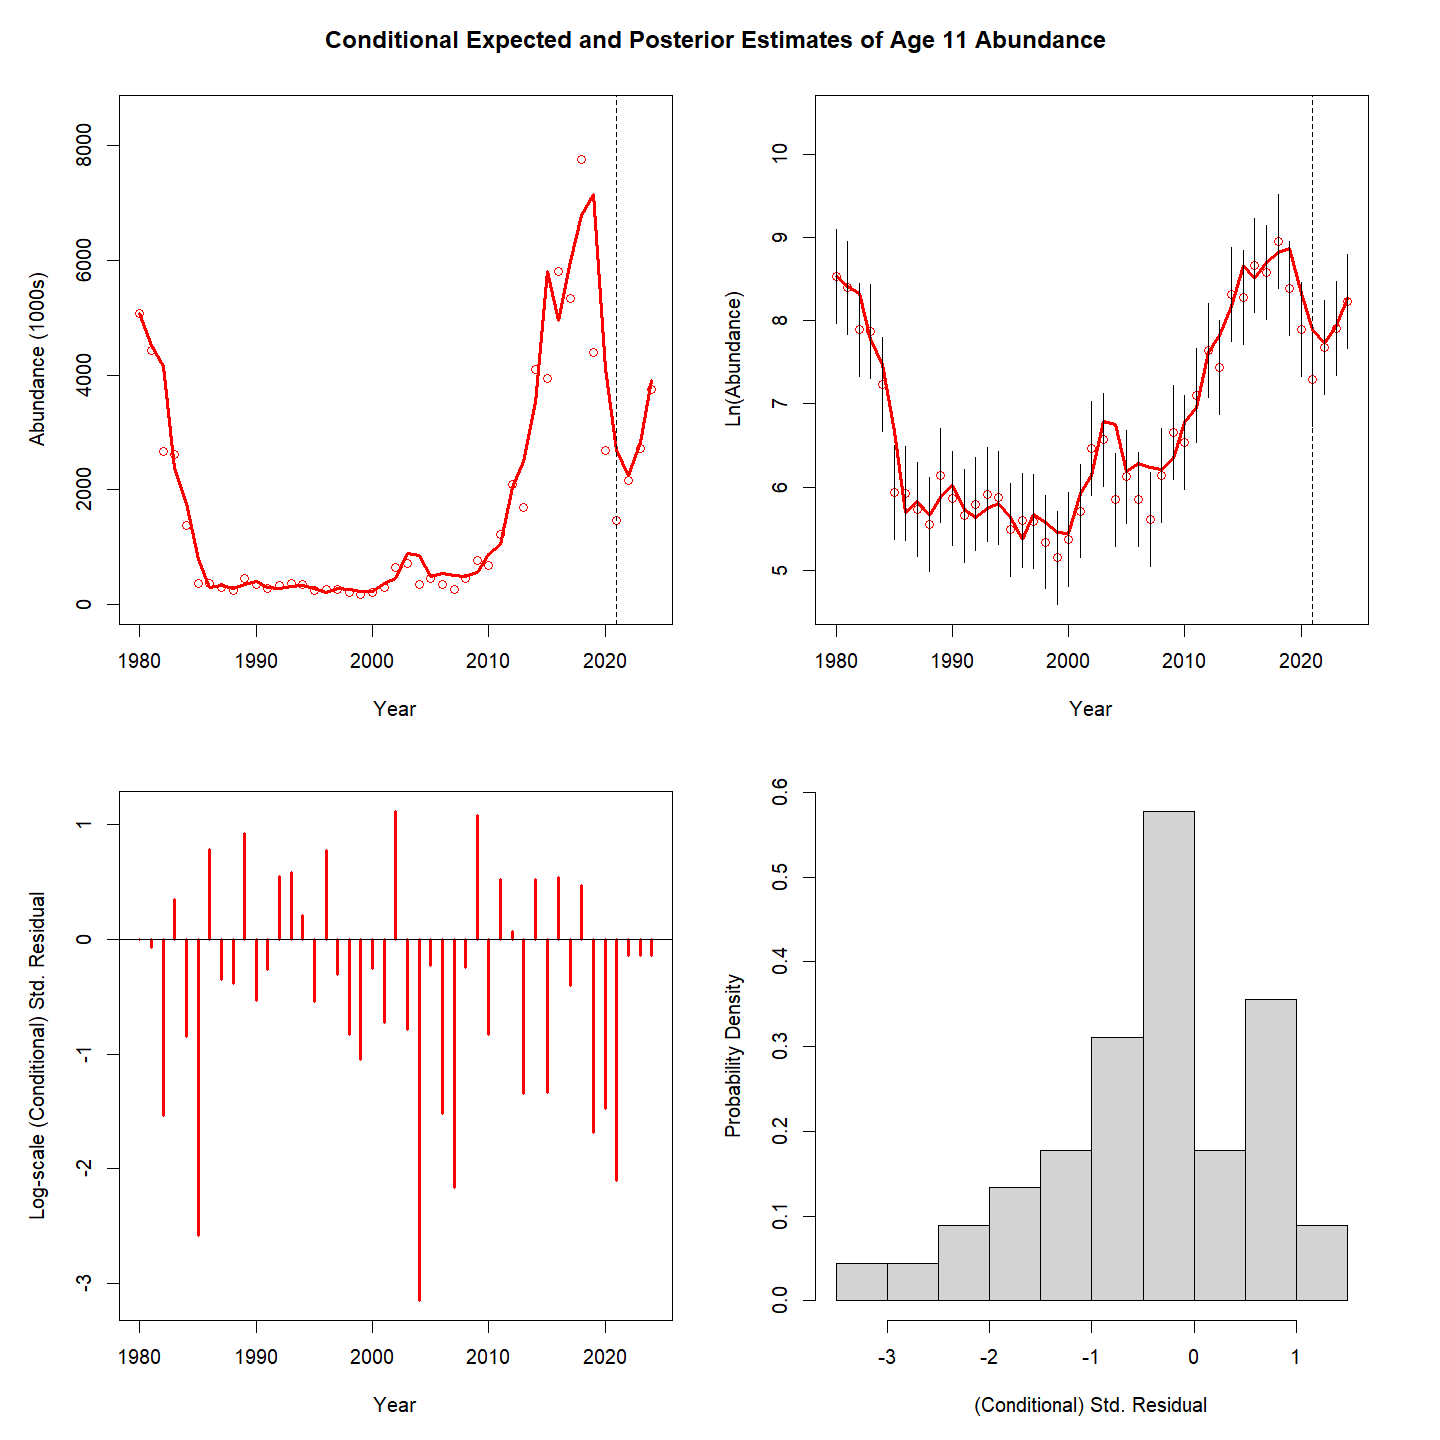 Conditional Expected and Posterior Estimates of Age 11 Abundance
Abundance (1000s)
8000
6000
4000
2000
0
1980 1990 2000 2010 2020
Year
Ln(Abundance)
10
9
8
7
6
5
1980 1990 2000 2010 2020
Year
Log-scale (Conditional) Std. Residual
1
0
-1
-2
-3
1980 1990 2000 2010 2020
Year
Probability Density
0.6
0.5
0.4
0.3
0.2
0.1
0.0
-3 -2 -1 0 1
(Conditional) Std. Residual